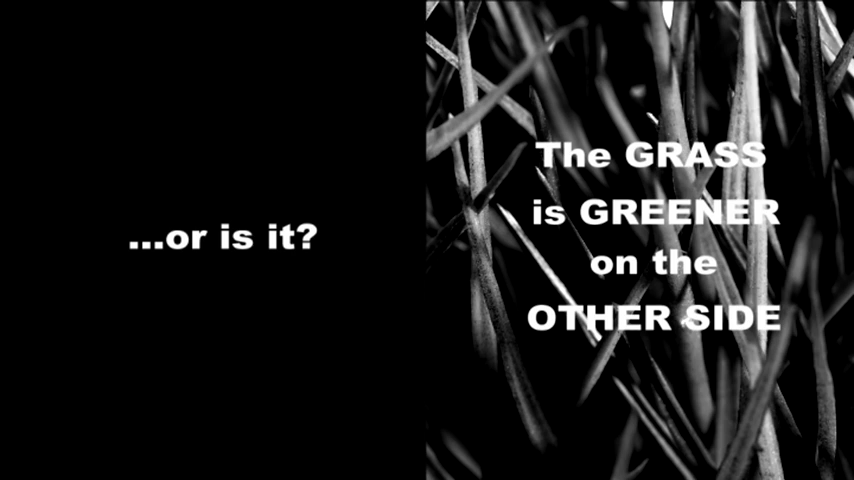 ...or is it?
The GRASS
is GREENER
on the
OTHER SIDE